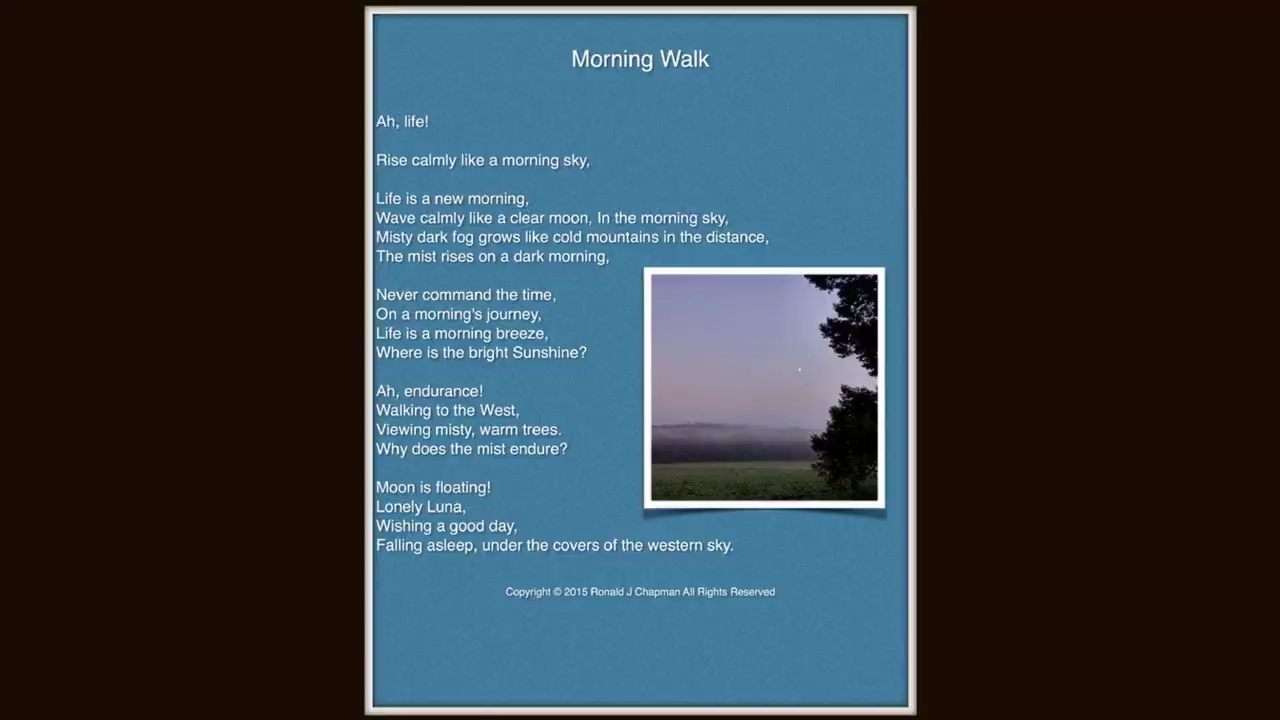 Morning Walk
Ah, life!
Rise calmly like a morning sky,
Life is a new morning,
Wave calmly like a clear moon, In the morning sky,
Misty dark fog grows like cold mountains in the distance,
The mist rises on a dark morning,
Never command the time,
On a morning's journey,
Life is a morning breeze,
Where is the bright Sunshine?
Ah, endurance!
Walking to the West,
Viewing misty, warm trees.
Why does the mist endure?
Moon is floating!
Lonely Luna,
Wishing a good day,
Falling asleep, under the covers of the western sky.
Copyright © 2015 Ronald J Chapman All Rights Reserved